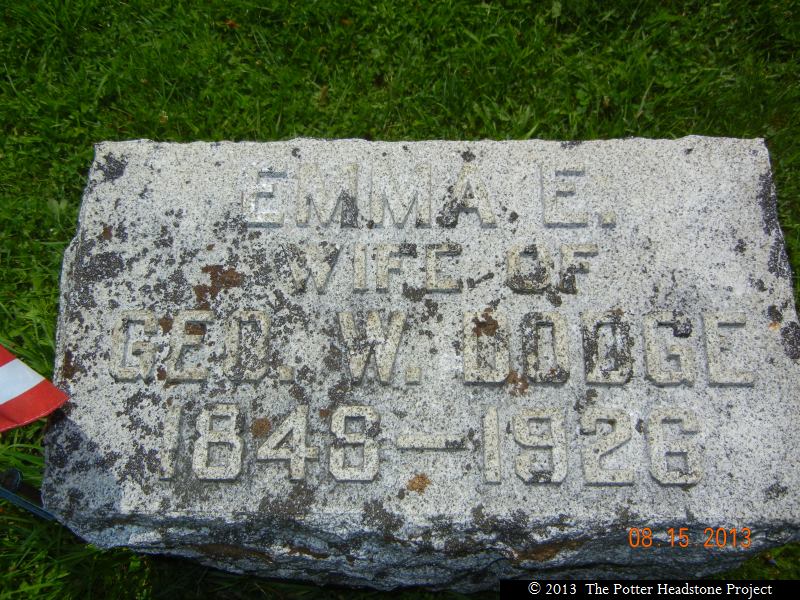 EMMA E.
WIFE OF
GEO. W. DODGE
1848—1926
08.15 2013
© 2013 The Potter Headstone Project